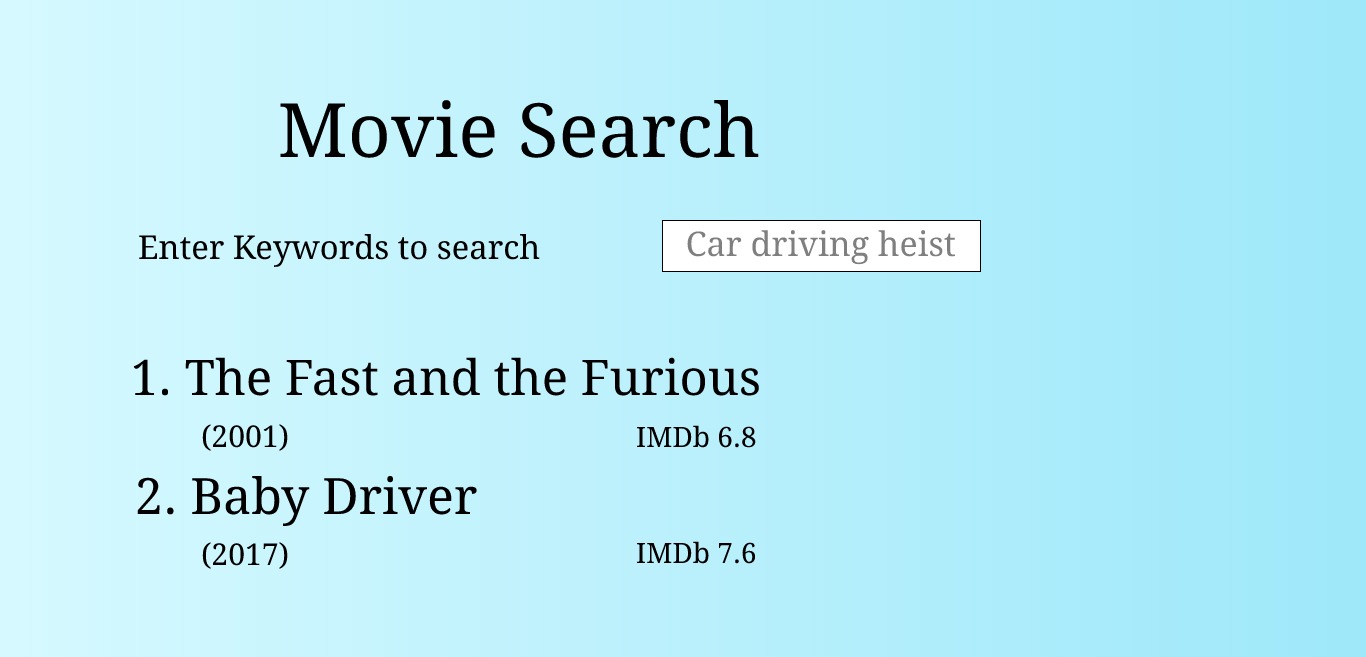 Movie Search
Enter Keywords to search
Car driving heist
1. The Fast and the Furious
(2001)
IMDb 6.8
2. Baby Driver
(2017)
IMDb 7.6